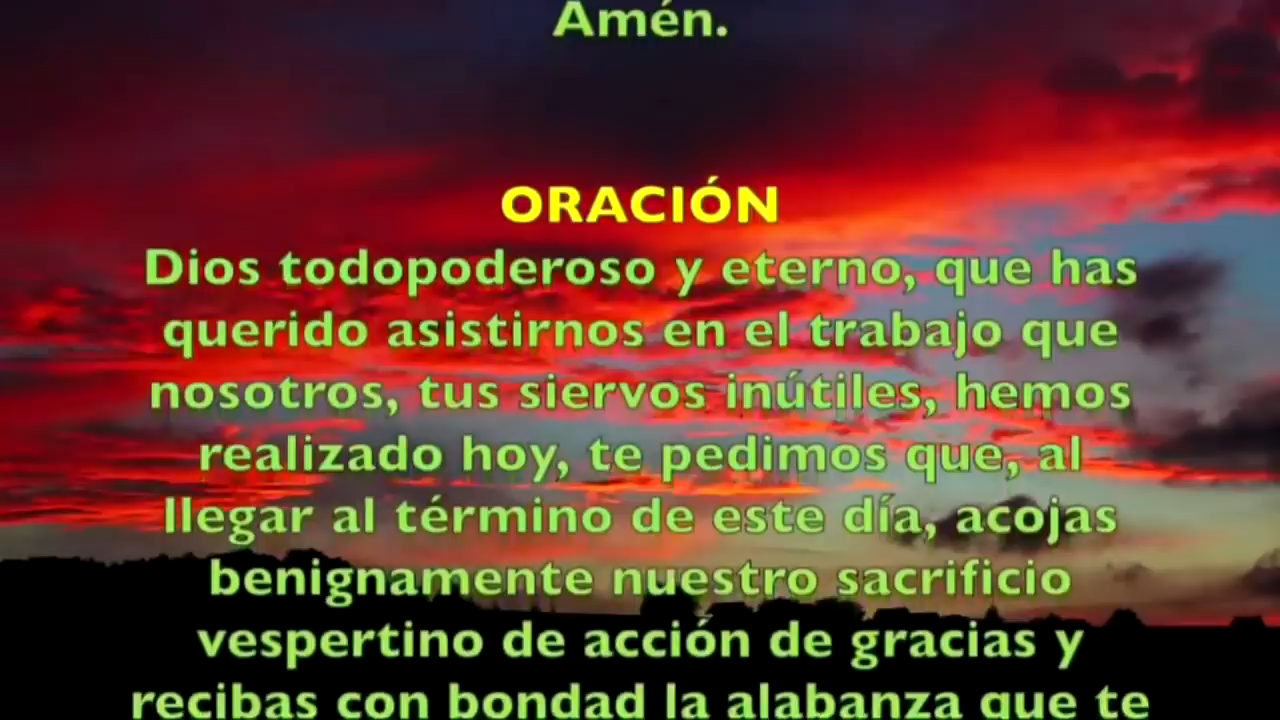 Amén.
ORACIÓN
Dios todopoderoso y eterno, que has
querido asistirnos en el trabajo que
nosotros, tus siervos inútiles, hemos
realizado hoy, te pedimos que, al
llegar al término de este día, acojas
benignamente nuestro sacrificio
vespertino de acción de gracias y
recibas con bondad la alabanza que te